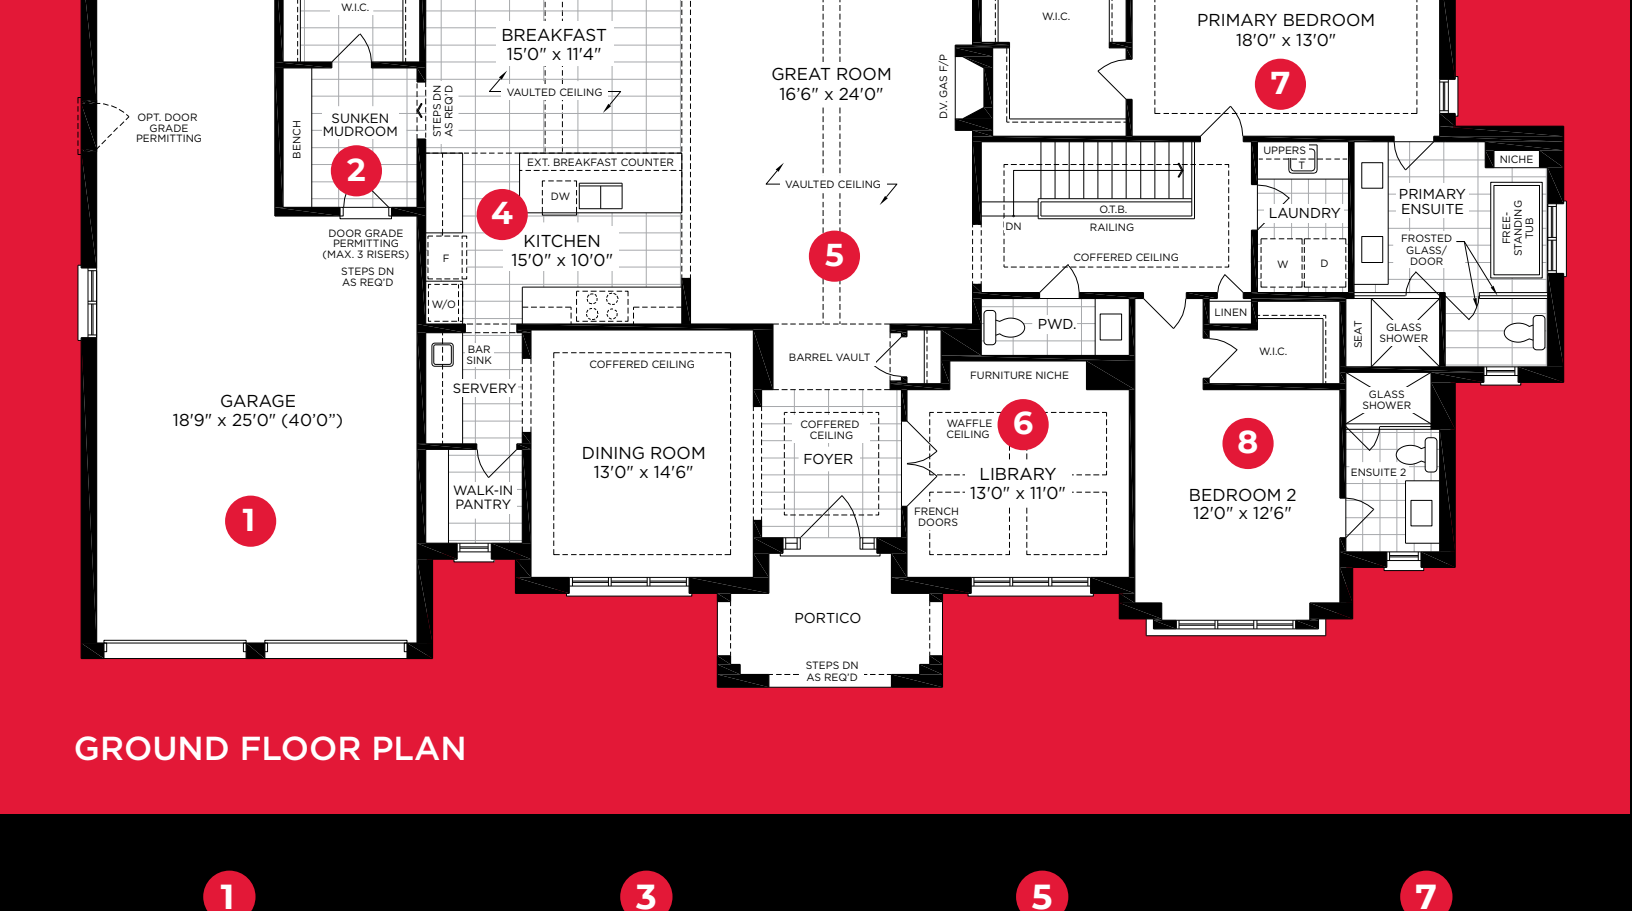 W.I.C.
BREAKFAST
15'0" x 11'4"
VAULTED CEILING
STEPS DN
AS REQ'D
SUNKEN
MUDROOM
BENCH
2
OPT. DOOR
GRADE
PERMITTING
DOOR GRADE
PERMITTING
(MAX. 3 RISERS)
STEPS DN
AS REQ'D
EXT. BREAKFAST COUNTER
DW
4
KITCHEN
15'0" x 10'0"
F
W/O
GREAT ROOM
16'6" x 24'0"
VAULTED CEILING
5
D.V. GAS F/P
W.I.C.
PRIMARY BEDROOM
18'0" x 13'0"
7
UPPERS
T
LAUNDRY
W
D
NICHE
PRIMARY
ENSUITE
FREE-
STANDING
TUB
FROSTED
GLASS/
DOOR
O.T.B.
DN
RAILING
COFFERED CEILING
PWD.
LINEN
W.I.C.
SEAT
GLASS
SHOWER
GLASS
SHOWER
ENSUITE 2
BAR
SINK
SERVERY
WALK-IN
PANTRY
GARAGE
18'9" x 25'0" (40'0”)
1
COFFERED CEILING
DINING ROOM
13'0" x 14'6"
BARREL VAULT
COFFERED
CEILING
FOYER
FURNITURE NICHE
WAFFLE
CEILING
6
LIBRARY
13'0" x 11'0"
FRENCH
DOORS
8
BEDROOM 2
12'0" x 12'6"
PORTICO
STEPS DN
AS REQ'D
GROUND FLOOR PLAN
1
3
5
7